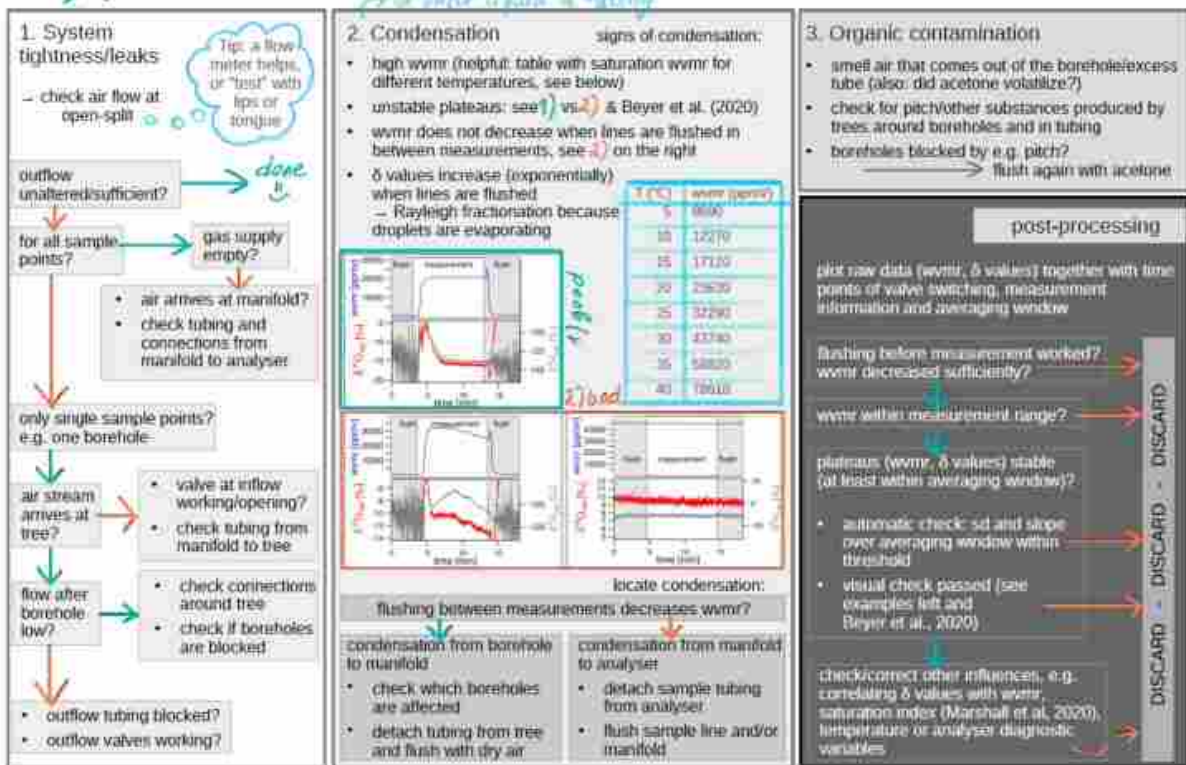 1. System
tightness/leaks
→ check air flow at
open-split
Tip: a flow
meter helps,
or "test" with
lips or
tongue
outflow
unaltered/sufficient?
done
for all sample
points?
gas supply
empty?
• air arrives at manifold?
• check tubing and
connections from
manifold to analyser
only single sample points?
e.g. one borehole
air stream
arrives at
tree?
• valve at inflow
working/opening?
• check tubing from
manifold to tree
flow after
borehole
low?
• check connections
around tree
• check if boreholes
are blocked
• outflow tubing blocked?
• outflow valves working?
2. Condensation
signs of condensation:
• high wvmr (helpful: table with saturation wvmr for
different temperatures, see below)
• unstable plateaus: see 1) vs 2) & Beyer et al. (2020)
• wvmr does not decrease when lines are flushed in
between measurements, see 2) on the right
• δ values increase (exponentially)
when lines are flushed
→ Rayleigh fractionation because
droplets are evaporating
T (°C) wvmr (ppmv)
5
10 12270
15 17120
20
25 32290
30
35
40
1) good
2) bad
measurement
time [min]
wvmr [ppmv]
measurement
time [min]
time [min]
locate condensation:
flushing between measurements decreases wvmr?
condensation from borehole
to manifold
• check which boreholes
are affected
• detach tubing from tree
and flush with dry air
condensation from manifold
to analyser
• detach sample tubing
from analyser
• flush sample line and/or
manifold
3. Organic contamination
• smell air that comes out of the borehole/excess
tube (also: did acetone volatilize?)
• check for pitch/other substances produced by
trees around boreholes and in tubing
• boreholes blocked by e.g. pitch?
flush again with acetone
post-processing
plot raw data (wvmr, δ values) together with time
points of valve switching, measurement
information and averaging window
flushing before measurement worked?
wvmr decreased sufficiently?
wvmr within measurement range?
plateaus (wvmr, δ values) stable
(at least within averaging window)?
• automatic check: sd and slope
over averaging window within
threshold
• visual check passed (see
examples left and
Beyer et al., 2020)
check/correct other influences, e.g.
correlating δ values with wvmr,
saturation index (Marshall et al, 2020),
temperature or analyser diagnostic
variables
DISCARD - DISCARD - DISCARD